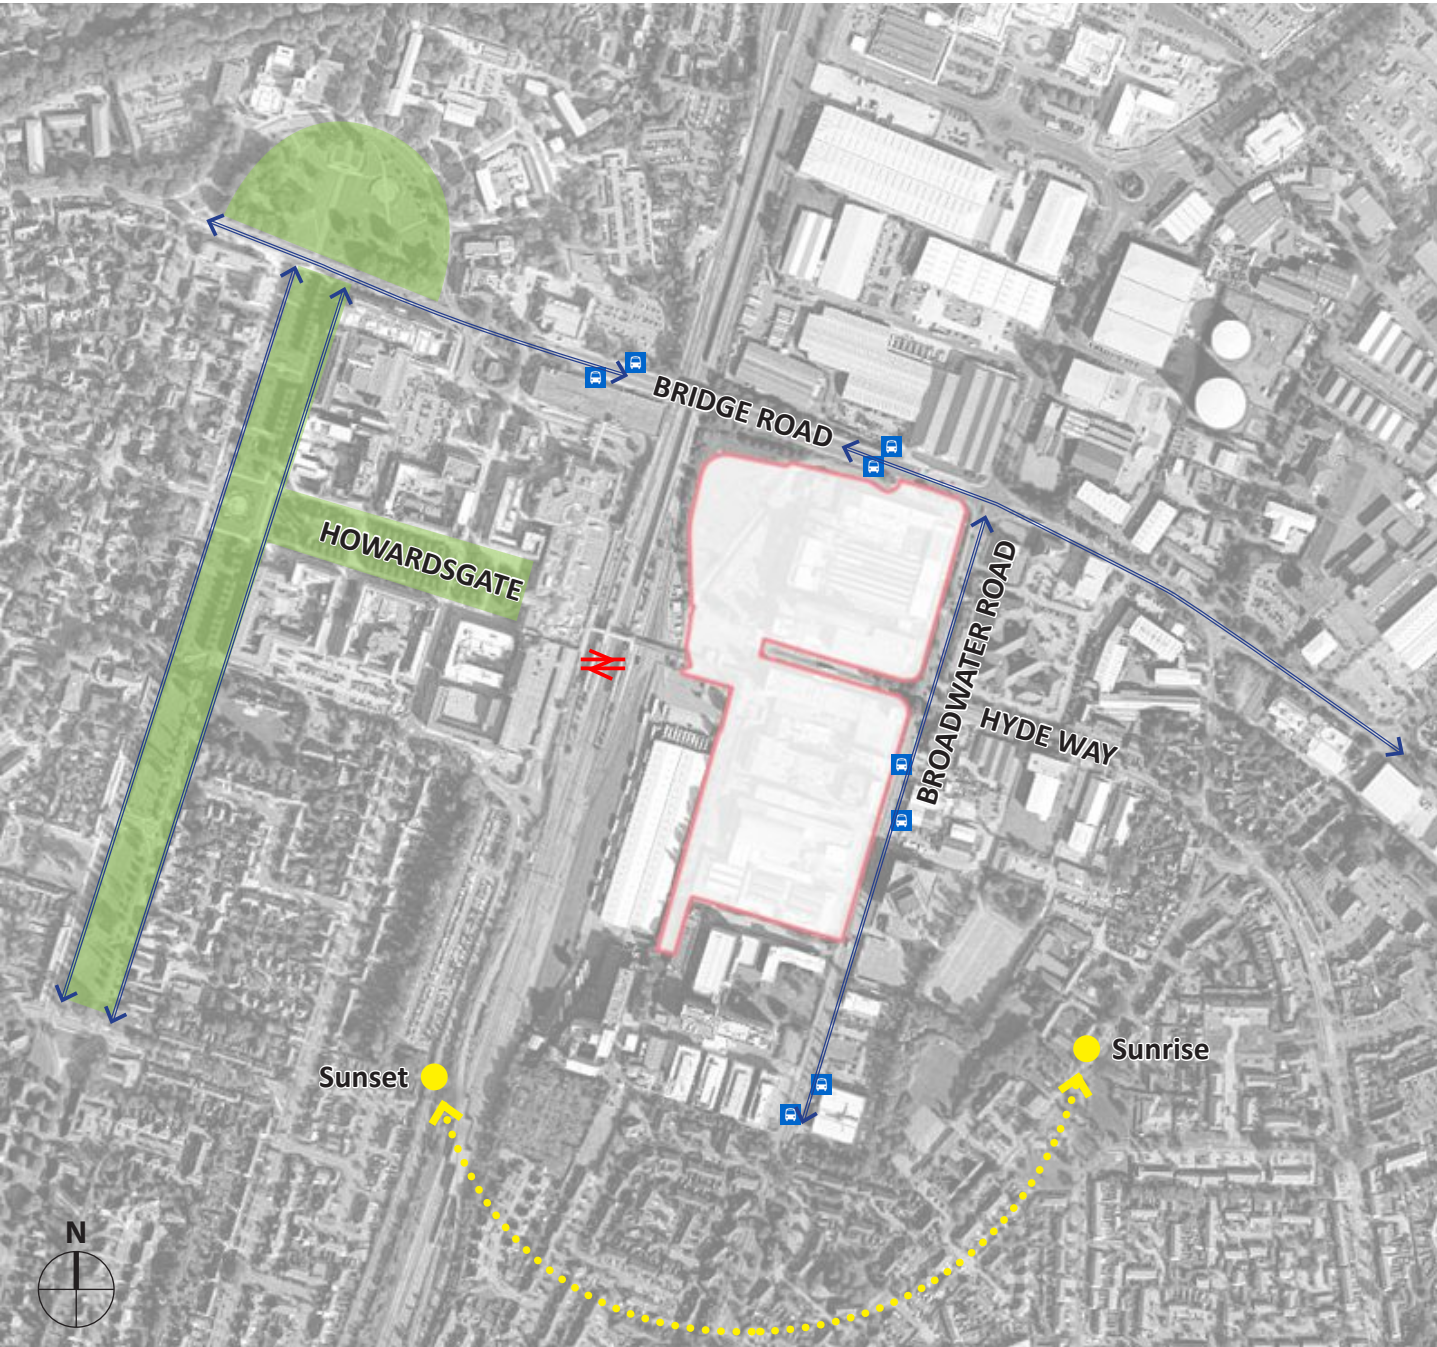 BRIDGE ROAD
HOWARDSGATE
BROADWATER ROAD
HYDE WAY
Sunset
Sunrise
N